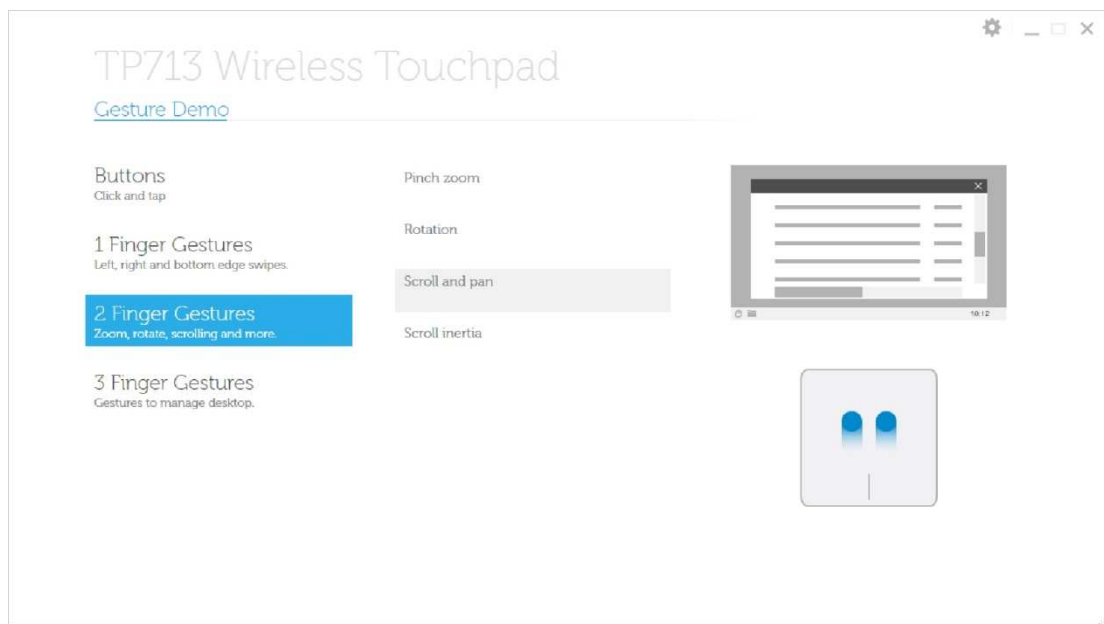 TP713 Wireless Touchpad
Gesture Demo
Buttons
Click and tap
1 Finger Gestures
Left, right and bottom edge swipes.
2 Finger Gestures
Zoom, rotate, scrolling and more.
3 Finger Gestures
Gestures to manage desktop.
Pinch zoom
Rotation
Scroll and pan
Scroll inertia
10:12